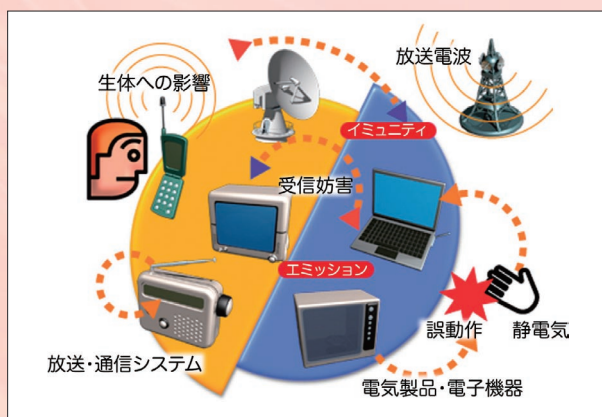 生体への影響
放送電波
イミュニティ
受信妨害
エミッション
誤動作
静電気
放送・通信システム
電気製品・電子機器